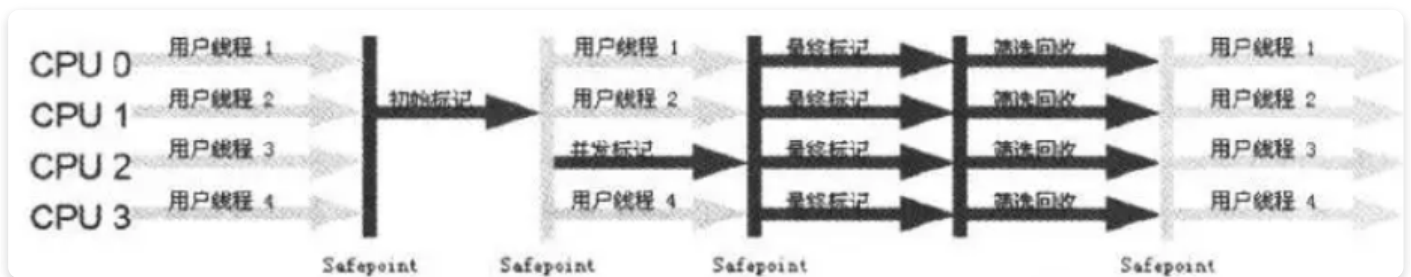 CPU 0 用户线程 1 用户线程 1 最终标记 筛选回收 用户线程 1
CPU 1 用户线程 2 初始标记 用户线程 2 最终标记 筛选回收 用户线程 2
CPU 2 用户线程 3 并发标记 最终标记 筛选回收 用户线程 3
CPU 3 用户线程 4 用户线程 4 最终标记 筛选回收 用户线程 4
Safepoint Safepoint Safepoint Safepoint